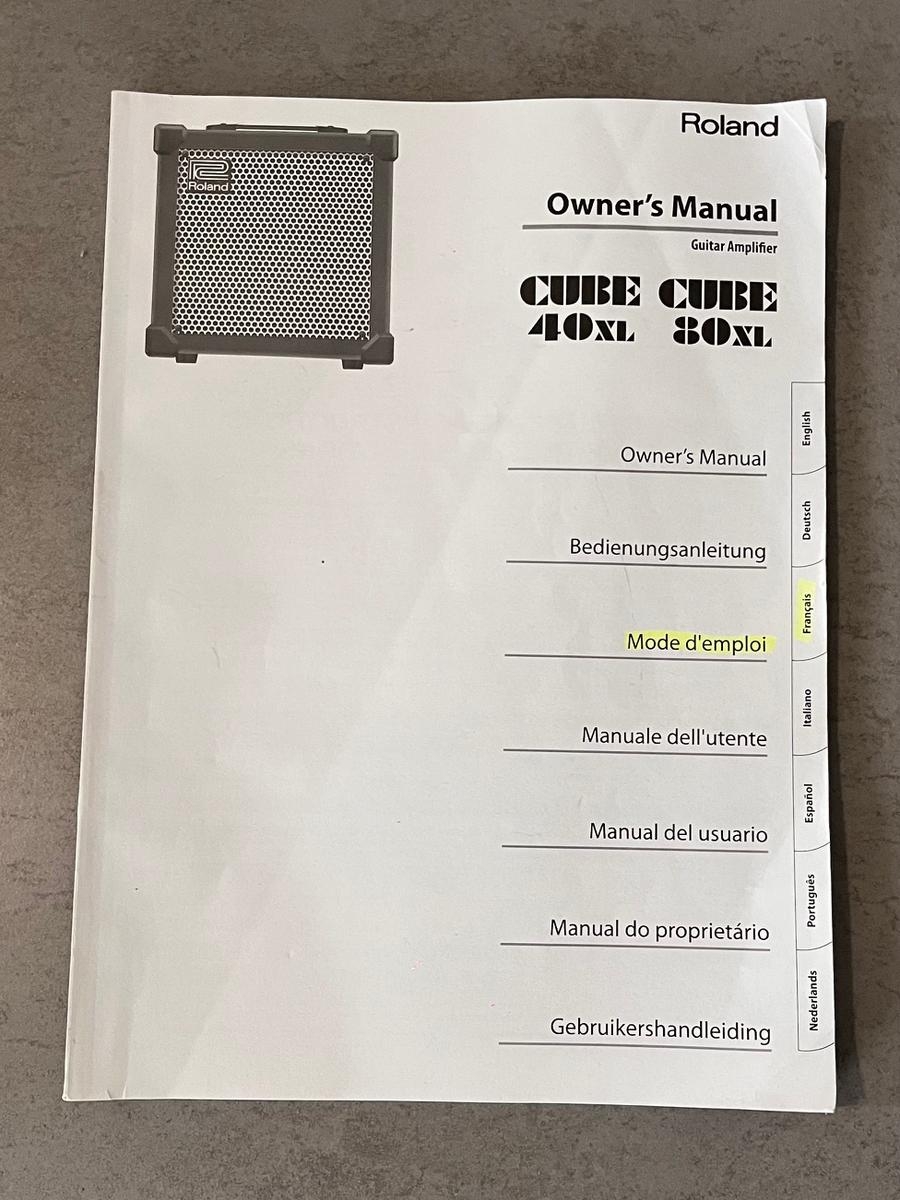 Roland
Roland
Owner's Manual
Guitar Amplifier
CUBE CUBE
40XL 80XL
English
Owner's Manual
Deutsch
Bedienungsanleitung
Français
Mode d'emploi
Italiano
Manuale dell'utente
Español
Manual del usuario
Português
Manual do proprietário
Nederlands
Gebruikershandleiding